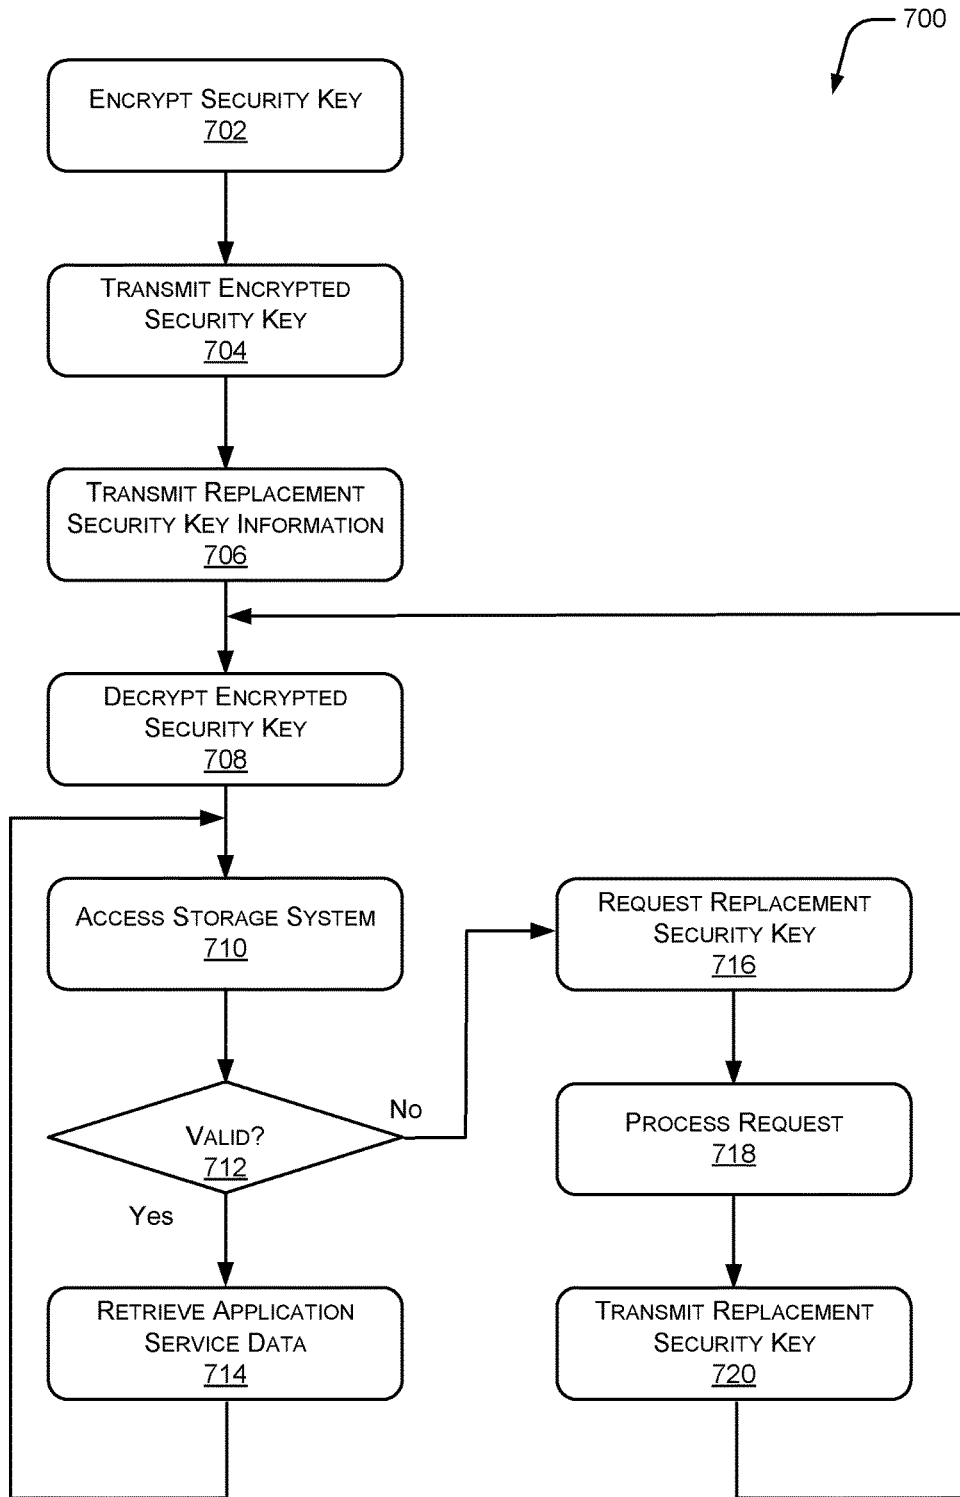 700
ENCRYPT SECURITY KEY
702
TRANSMIT ENCRYPTED
SECURITY KEY
704
TRANSMIT REPLACEMENT
SECURITY KEY INFORMATION
706
DECRYPT ENCRYPTED
SECURITY KEY
708
ACCESS STORAGE SYSTEM
710
VALID?
712
No
Yes
RETRIEVE APPLICATION
SERVICE DATA
714
REQUEST REPLACEMENT
SECURITY KEY
716
PROCESS REQUEST
718
TRANSMIT REPLACEMENT
SECURITY KEY
720